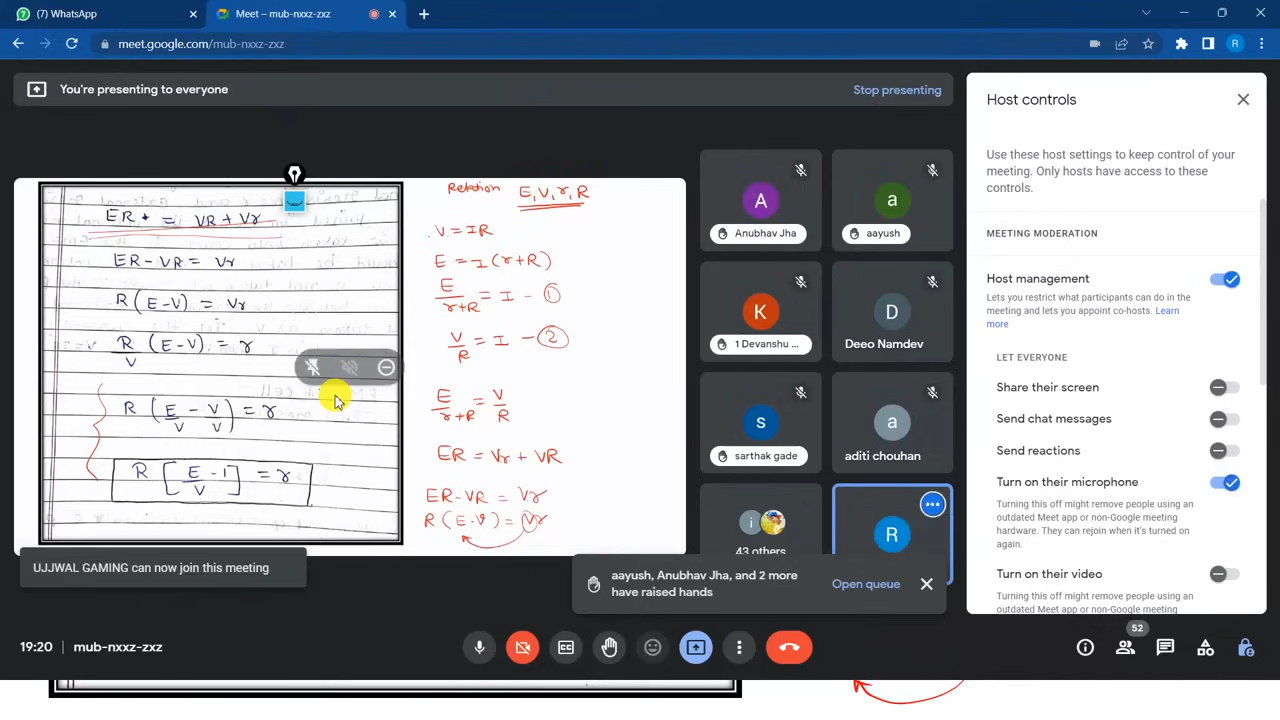 (7) WhatsApp
Meet – mub-nxxz-zxz
meet.google.com/mub-nxxz-zxz
R
You're presenting to everyone
Stop presenting
ER = VR + Vr
ER - VR = Vr
R (E - V) = Vr
R/V (E - V) = r
R (E/V - V/V) = r
R [E/V - 1] = r
Relation E, V, r, R
V = IR
E = I (r + R)
E/(r+R) = I - ①
V/R = I - ②
E/(r+R) = V/R
ER = Vr + VR
ER - VR = Vr
R (E - V) = Vr
A
Anubhav Jha
a
aayush
K
1 Devanshu ...
D
Deeo Namdev
s
sarthak gade
a
aditi chouhan
i
43 others
R
UJJWAL GAMING can now join this meeting
aayush, Anubhav Jha, and 2 more
have raised hands
Open queue
Host controls
Use these host settings to keep control of your
meeting. Only hosts have access to these
controls.
MEETING MODERATION
Host management
Lets you restrict what participants can do in the
meeting and lets you appoint co-hosts. Learn
more
LET EVERYONE
Share their screen
Send chat messages
Send reactions
Turn on their microphone
Turning this off might remove people using an
outdated Meet app or non-Google meeting
hardware. They can rejoin when it's turned on
again.
Turn on their video
Turning this off might remove people using an
outdated Meet app or non-Google meeting
19:20
mub-nxxz-zxz
52